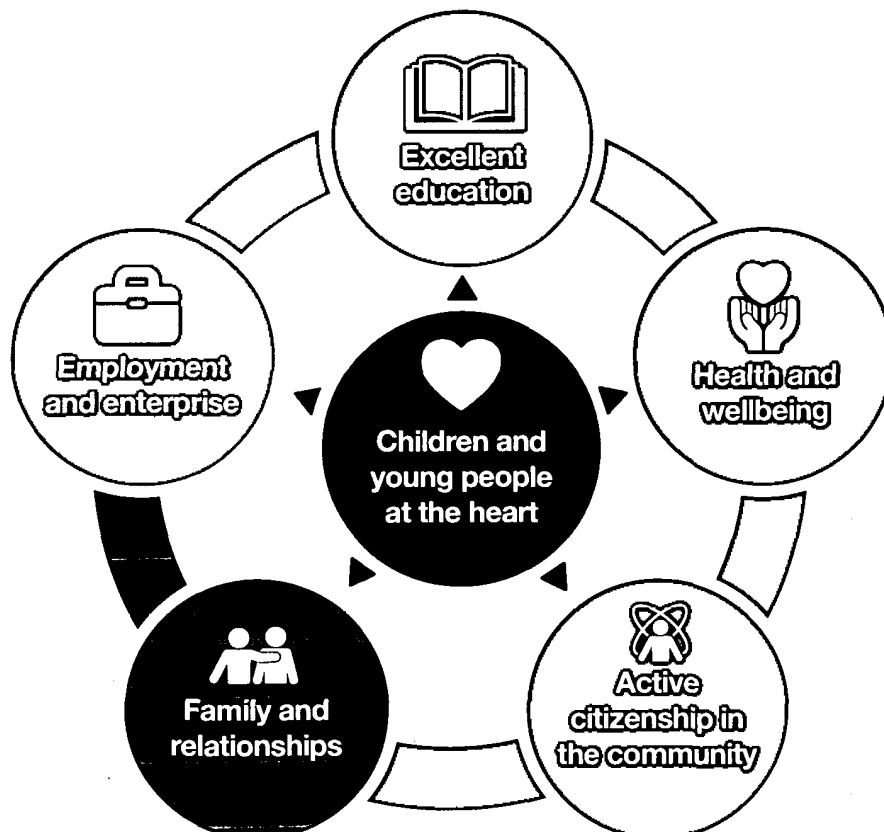 Excellent
education
Employment
and enterprise
Health and
wellbeing
Children and
young people
at the heart
Family and
relationships
Active
citizenship in
the community